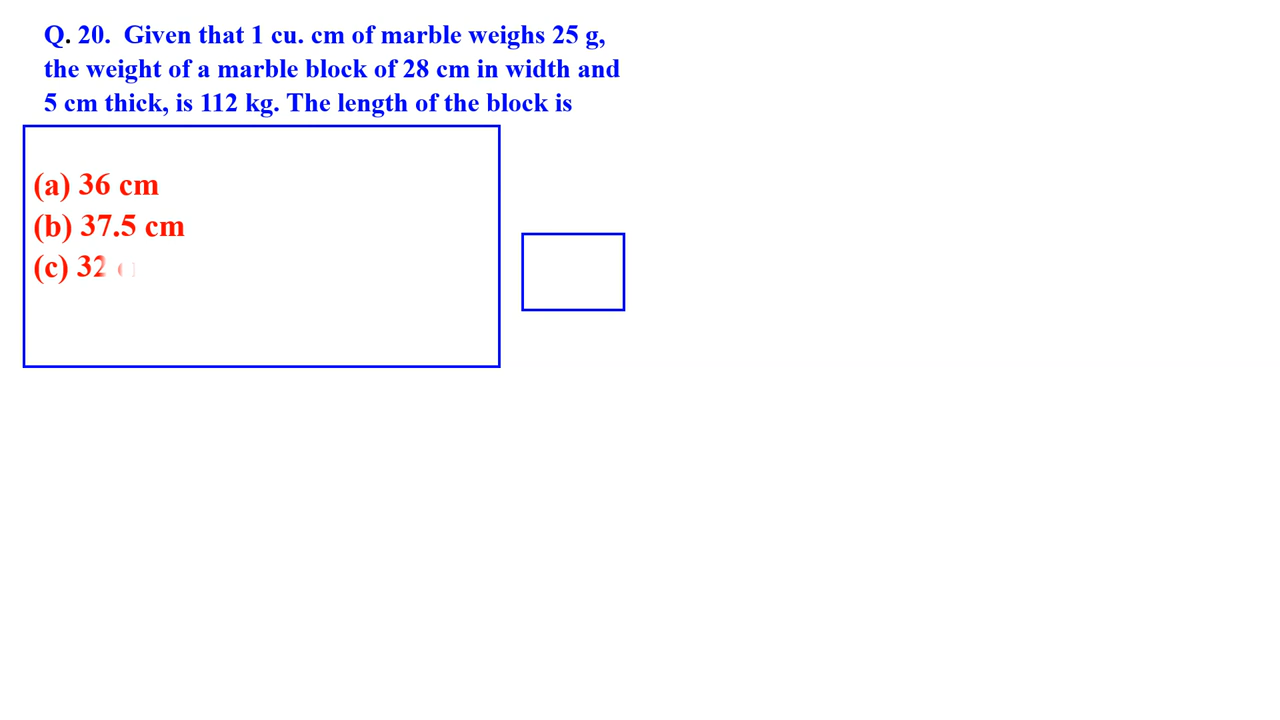 Q. 20. Given that 1 cu. cm of marble weighs 25 g,
the weight of a marble block of 28 cm in width and
5 cm thick, is 112 kg. The length of the block is
(a) 36 cm
(b) 37.5 cm
(c) 32